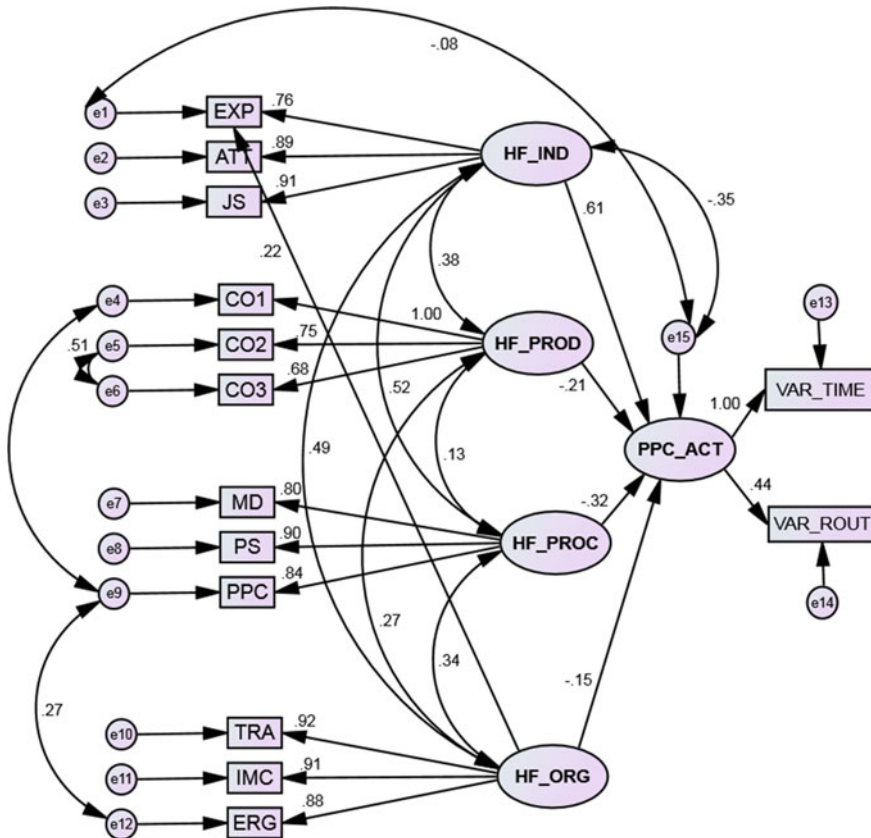 -.08
e1
EXP
.76
e2
ATT
.89
HF_IND
e3
JS
.91
-.35
.61
.22
.38
e4
CO1
1.00
e13
.51
e5
CO2
.75
HF_PROD
e15
e6
CO3
.68
-.21
VAR_TIME
1.00
.52
.49
.13
PPC_ACT
.44
e7
MD
.80
-.32
VAR_ROUT
e8
PS
.90
HF_PROC
e9
PPC
.84
e14
.27
.34
-.15
.27
e10
TRA
.92
e11
IMC
.91
HF_ORG
e12
ERG
.88